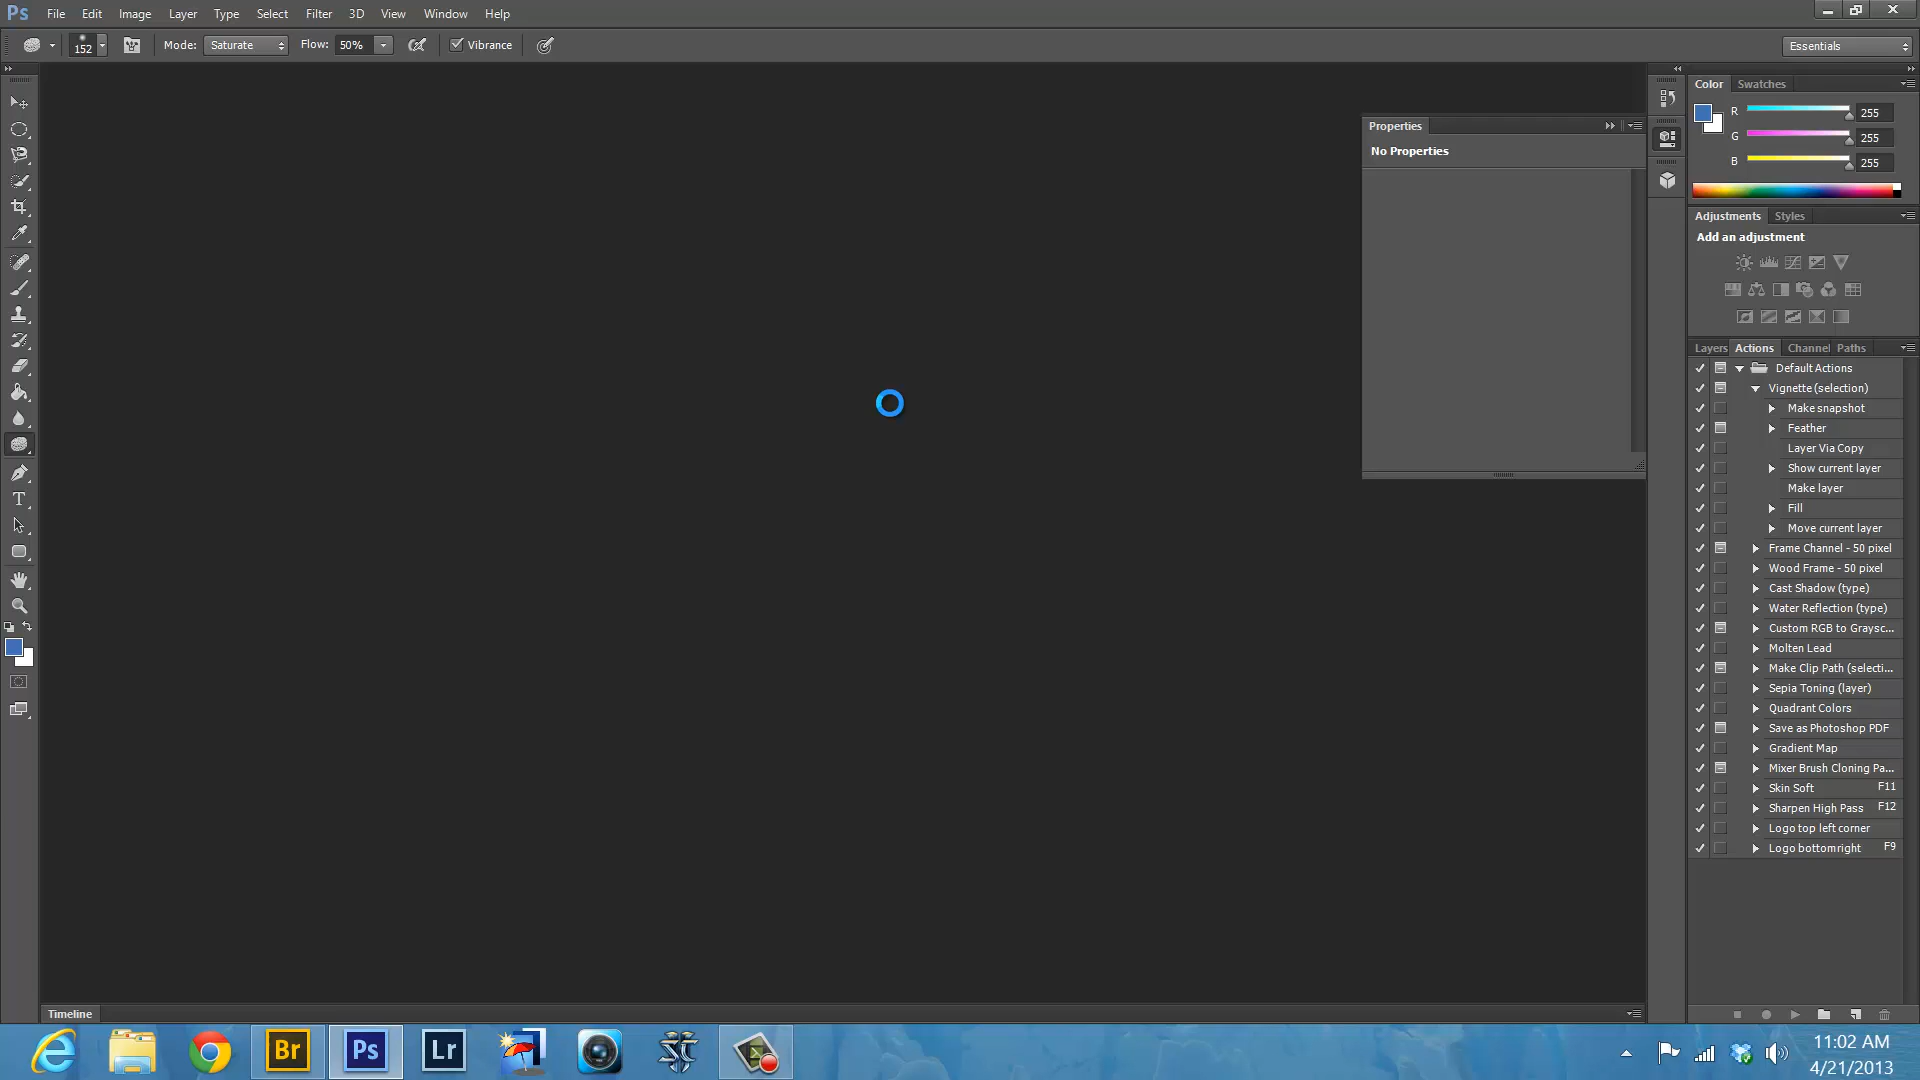 Ps File Edit Image Layer Type Select Filter 3D View Window Help
152 Mode: Saturate Flow: 50% Vibrance Essentials
Color Swatches
R 255
G 255
B 255
Properties
No Properties
Adjustments Styles
Add an adjustment
Layers Actions Channel Paths
Default Actions
Vignette (selection)
Make snapshot
Feather
Layer Via Copy
Show current layer
Make layer
Fill
Move current layer
Frame Channel - 50 pixel
Wood Frame - 50 pixel
Cast Shadow (type)
Water Reflection (type)
Custom RGB to Graysc...
Molten Lead
Make Clip Path (selecti...
Sepia Toning (layer)
Quadrant Colors
Save as Photoshop PDF
Gradient Map
Mixer Brush Cloning Pa...
Skin Soft F11
Sharpen High Pass F12
Logo top left corner
Logo bottomright F9
T
Timeline
Br Ps Lr
11:02 AM
4/21/2013